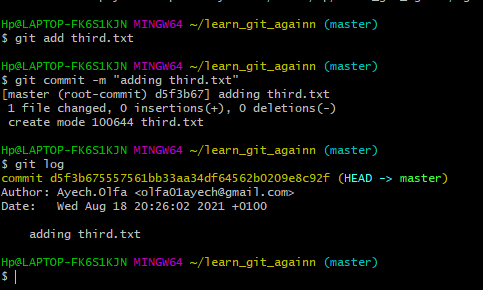 Hp@LAPTOP-FK6S1KJN MINGW64 ~/learn_git_againn (master)
$ git add third.txt
Hp@LAPTOP-FK6S1KJN MINGW64 ~/learn_git_againn (master)
$ git commit -m "adding third.txt"
[master (root-commit) d5f3b67] adding third.txt
 1 file changed, 0 insertions(+), 0 deletions(-)
 create mode 100644 third.txt
Hp@LAPTOP-FK6S1KJN MINGW64 ~/learn_git_againn (master)
$ git log
commit d5f3b675557561bb33aa34df64562b0209e8c92f (HEAD -> master)
Author: Ayech.Olfa <olfa01ayech@gmail.com>
Date:   Wed Aug 18 20:26:02 2021 +0100
    adding third.txt
Hp@LAPTOP-FK6S1KJN MINGW64 ~/learn_git_againn (master)
$